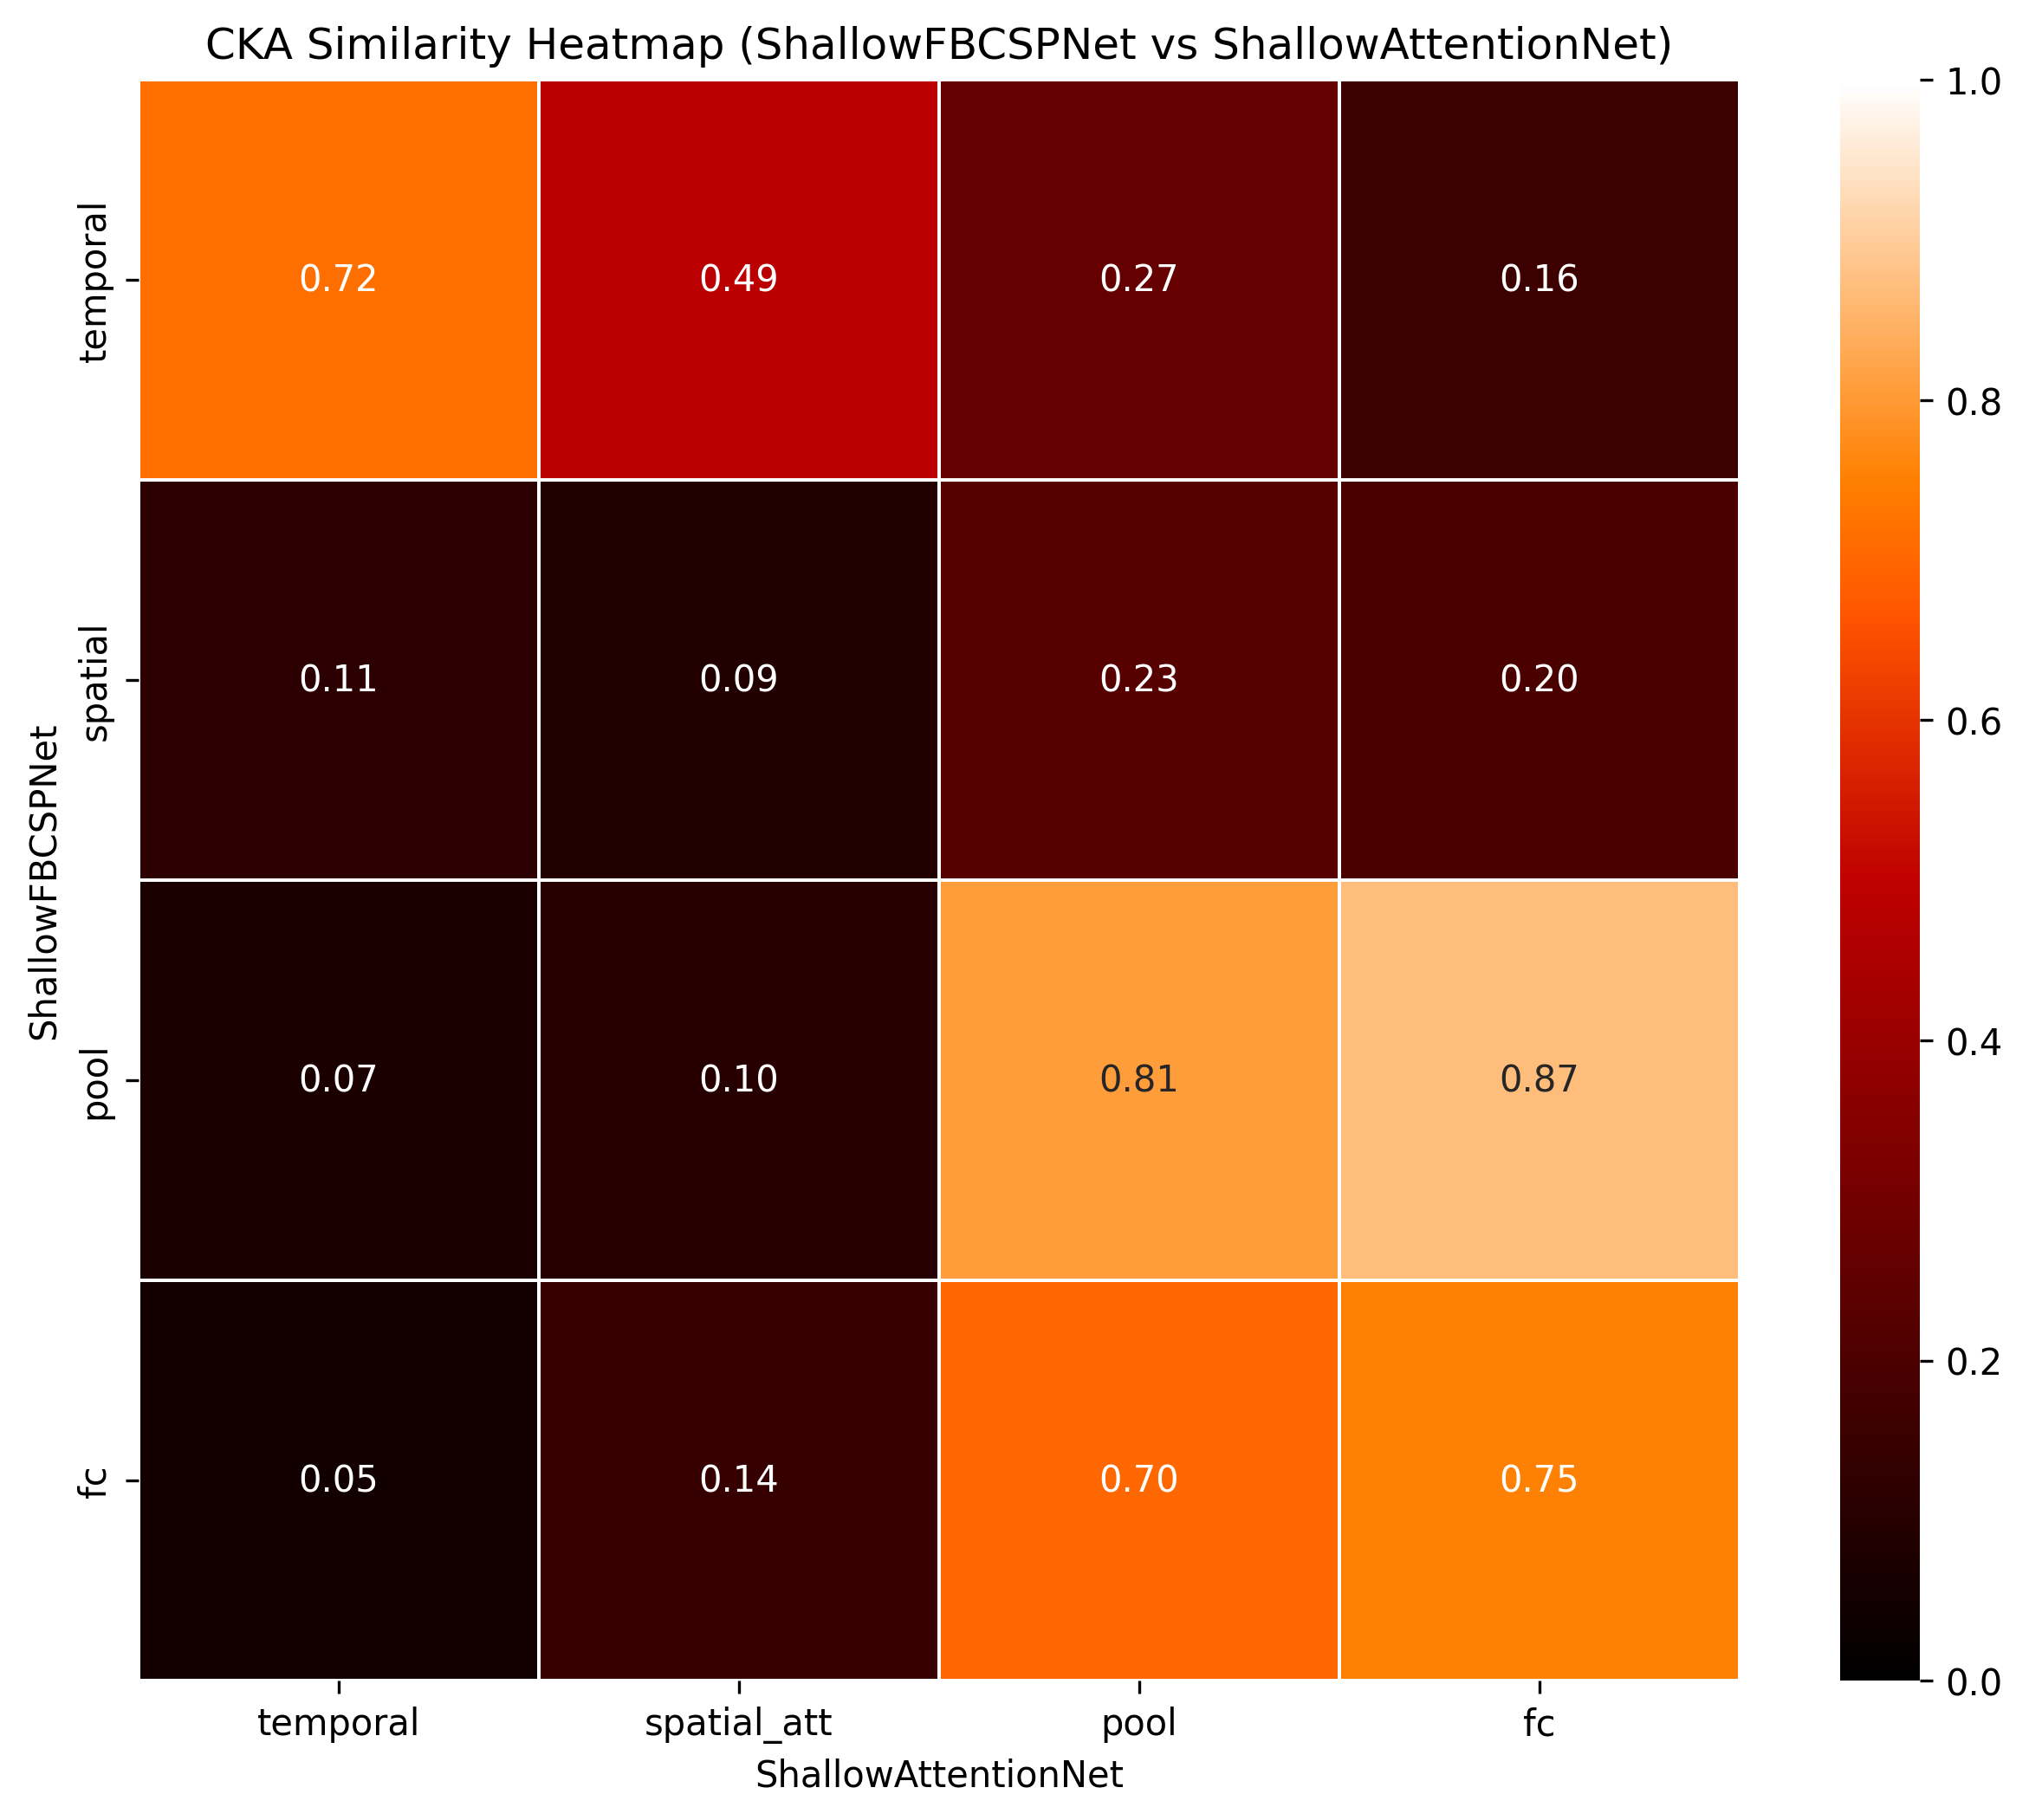 CKA Similarity Heatmap (ShallowFBCSPNet vs ShallowAttentionNet)
ShallowFBCSPNet
temporal
0.72 0.49 0.27 0.16
spatial
0.11 0.09 0.23 0.20
pool
0.07 0.10 0.81 0.87
fc
0.05 0.14 0.70 0.75
temporal spatial_att pool fc
ShallowAttentionNet
1.0
0.8
0.6
0.4
0.2
0.0